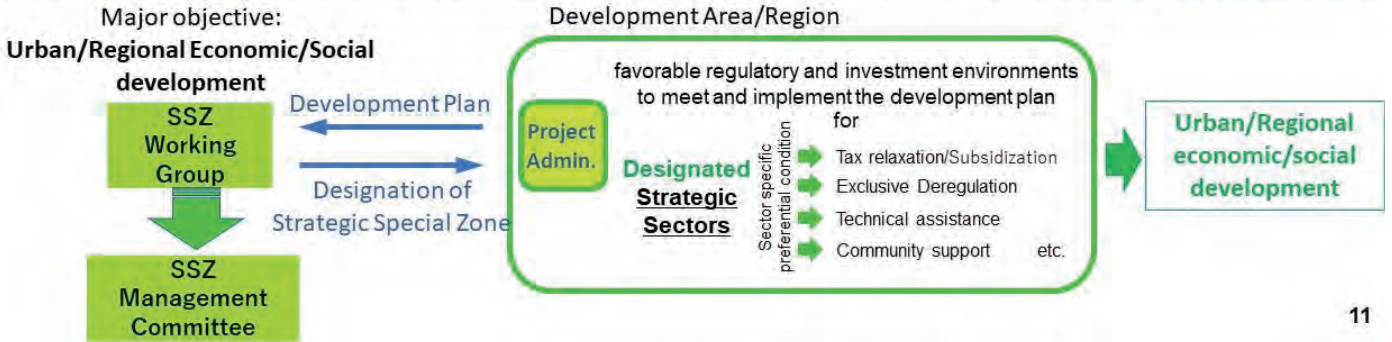 Major objective:
Urban/Regional Economic/Social
development
SSZ
Working
Group
SSZ
Management
Committee
Development Plan
Designation of
Strategic Special Zone
Development Area/Region
Project
Admin.
favorable regulatory and investment environments
to meet and implement the development plan
for
Designated
Strategic
Sectors
Sector specific
preferential condition
Tax relaxation/Subsidization
Exclusive Deregulation
Technical assistance
Community support etc.
Urban/Regional
economic/social
development
11